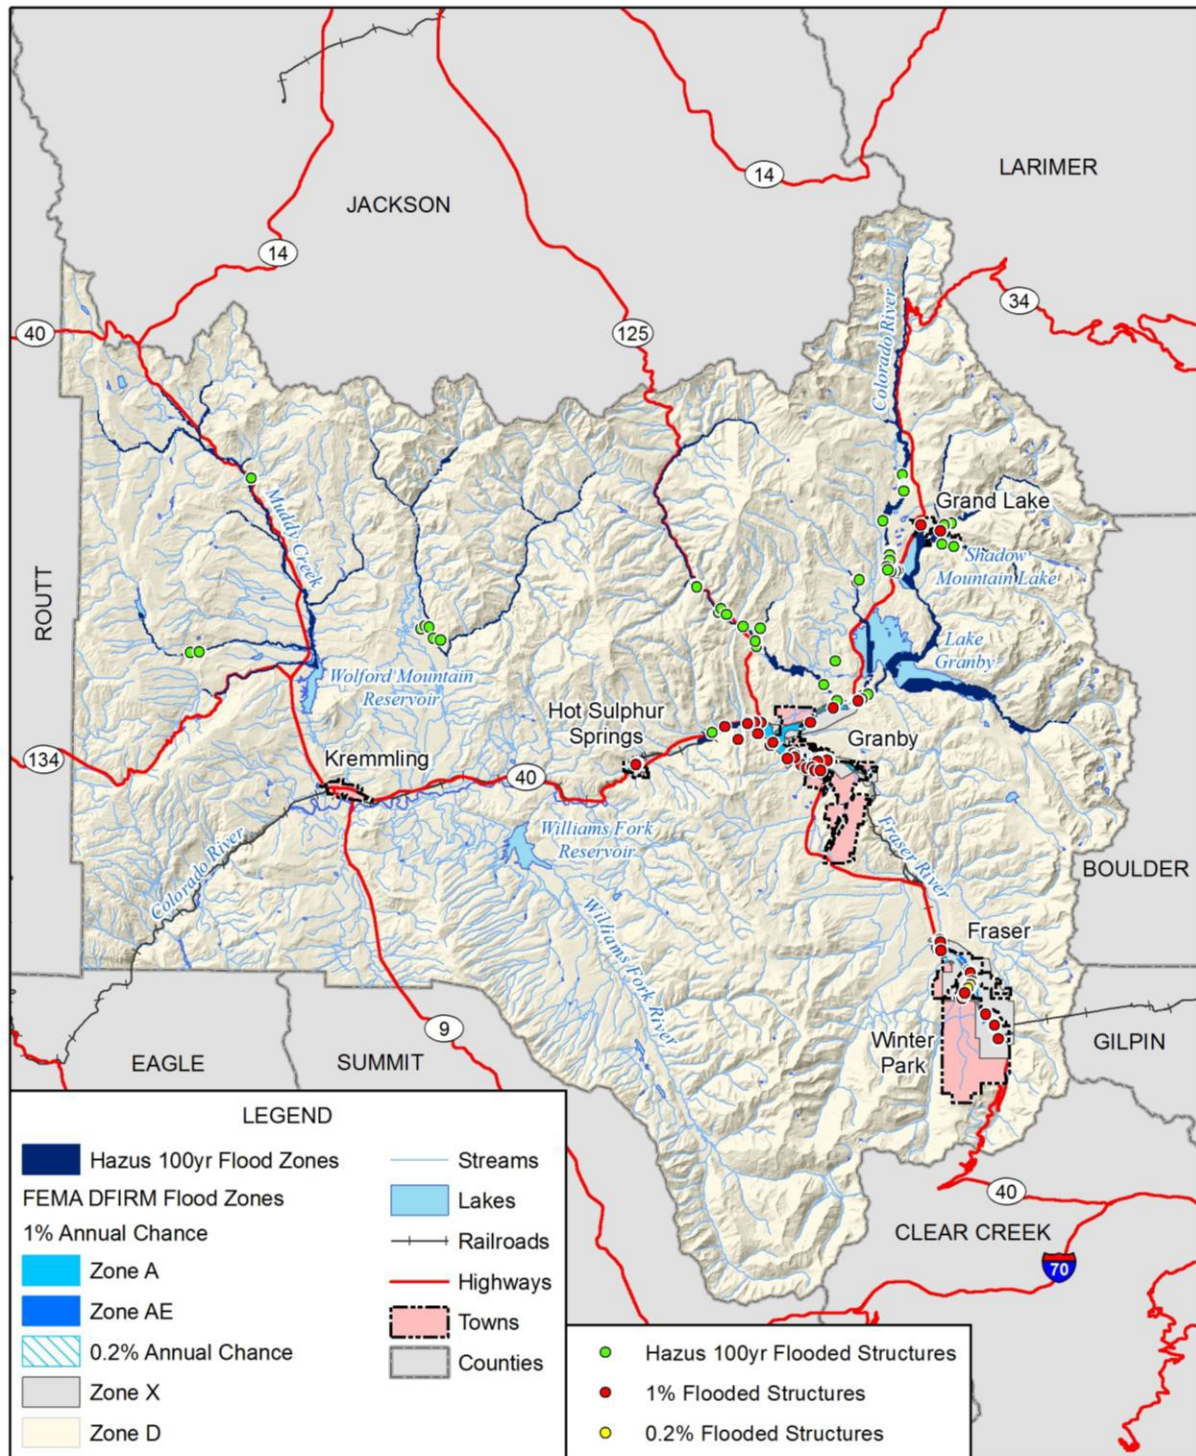 LARIMER
14
JACKSON
14
34
40
125
Colorado River
Grand Lake
Muddy Creek
Shadow
Mountain Lake
ROUTT
Lake
Granby
Wolford Mountain
Reservoir
Hot Sulphur
Springs
Granby
134
Kremmling
40
Williams Fork
Reservoir
Fraser River
Colorado River
BOULDER
Williams Fork River
Fraser
9
Winter
Park
GILPIN
EAGLE
SUMMIT
40
CLEAR CREEK
70
LEGEND
Hazus 100yr Flood Zones
FEMA DFIRM Flood Zones
1% Annual Chance
Zone A
Zone AE
0.2% Annual Chance
Zone X
Zone D
Streams
Lakes
Railroads
Highways
Towns
Counties
Hazus 100yr Flooded Structures
1% Flooded Structures
0.2% Flooded Structures